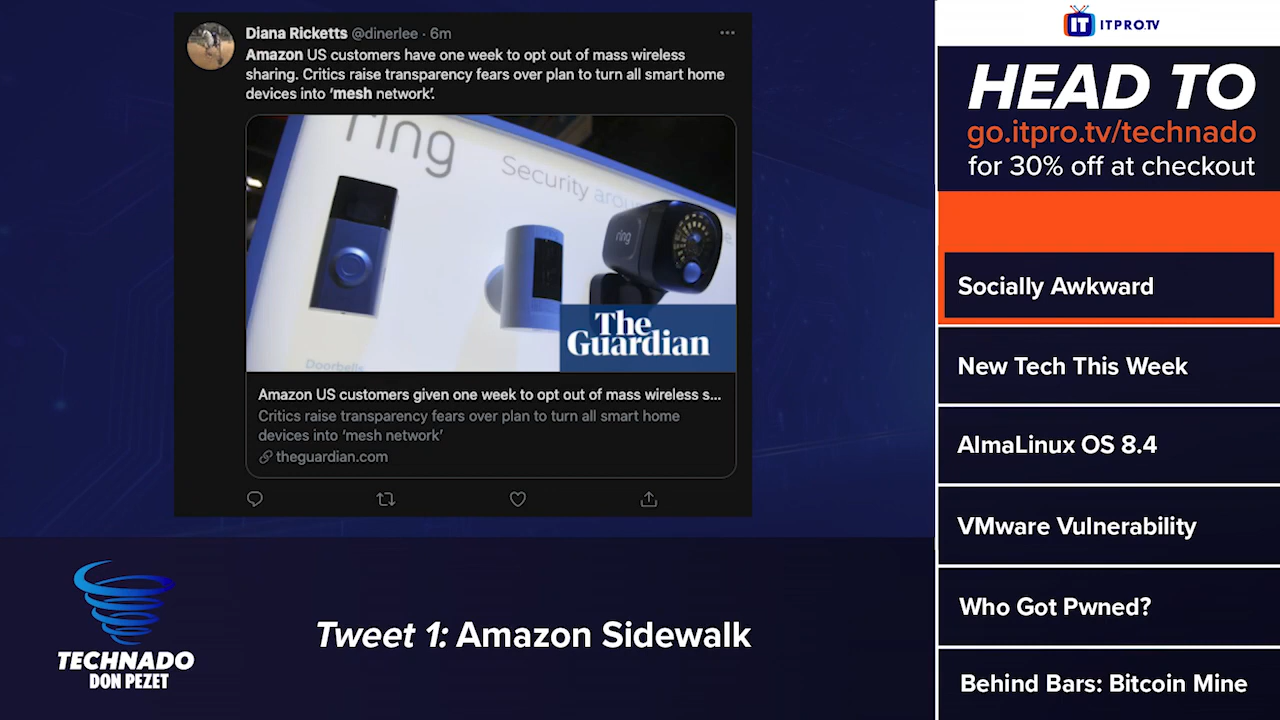 Diana Ricketts @dinerlee · 6m
Amazon US customers have one week to opt out of mass wireless
sharing. Critics raise transparency fears over plan to turn all smart home
devices into ‘mesh network’.
ring
Security arou
ring
Doorbells
The
Guardian
Amazon US customers given one week to opt out of mass wireless s...
Critics raise transparency fears over plan to turn all smart home
devices into ‘mesh network’
theguardian.com
TECHNADO
DON PEZET
Tweet 1: Amazon Sidewalk
IT ITPRO.TV
HEAD TO
go.itpro.tv/technado
for 30% off at checkout
Socially Awkward
New Tech This Week
AlmaLinux OS 8.4
VMware Vulnerability
Who Got Pwned?
Behind Bars: Bitcoin Mine